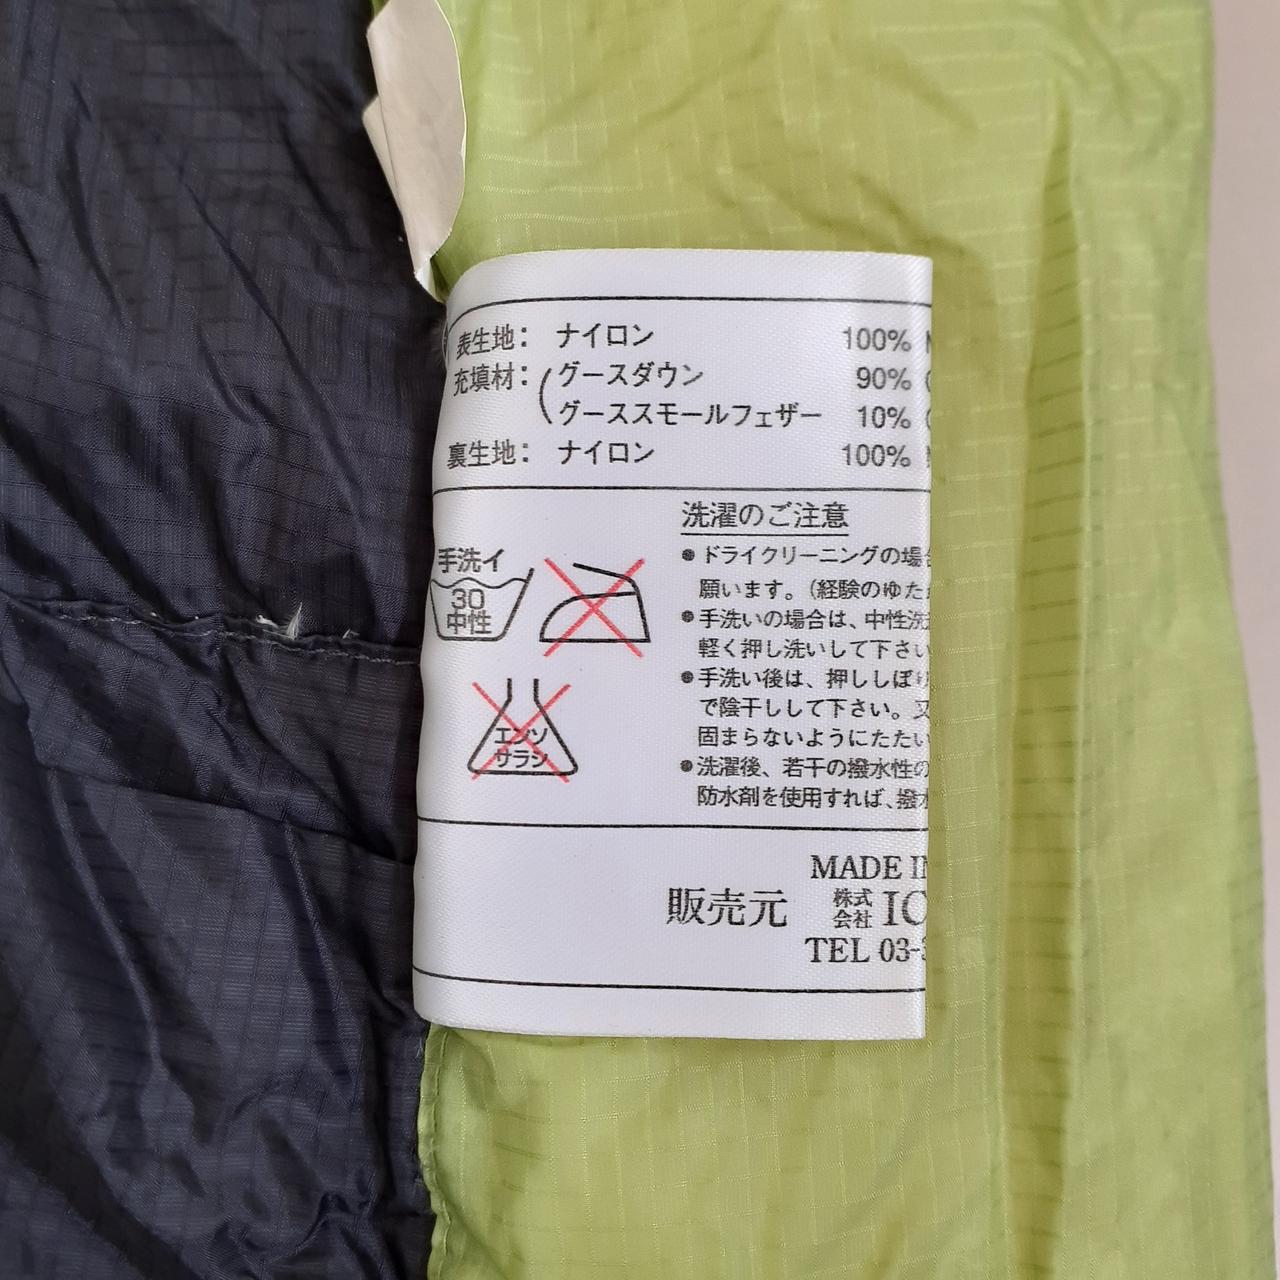 表生地: ナイロン 100%
充填材: グースダウン 90%
グーススモールフェザー 10%
裏生地: ナイロン 100%
洗濯のご注意
手洗イ
30
中性
エンソ
サラシ
●ドライクリーニングの場合
願います。(経験のゆた
●手洗いの場合は、中性洗
軽く押し洗いして下さい
●手洗い後は、押ししぼり
で陰干しして下さい。又
固まらないようにたたい
●洗濯後、若干の撥水性の
防水剤を使用すれば、撥水
MADE IN
販売元 株式会社 IC
TEL 03-